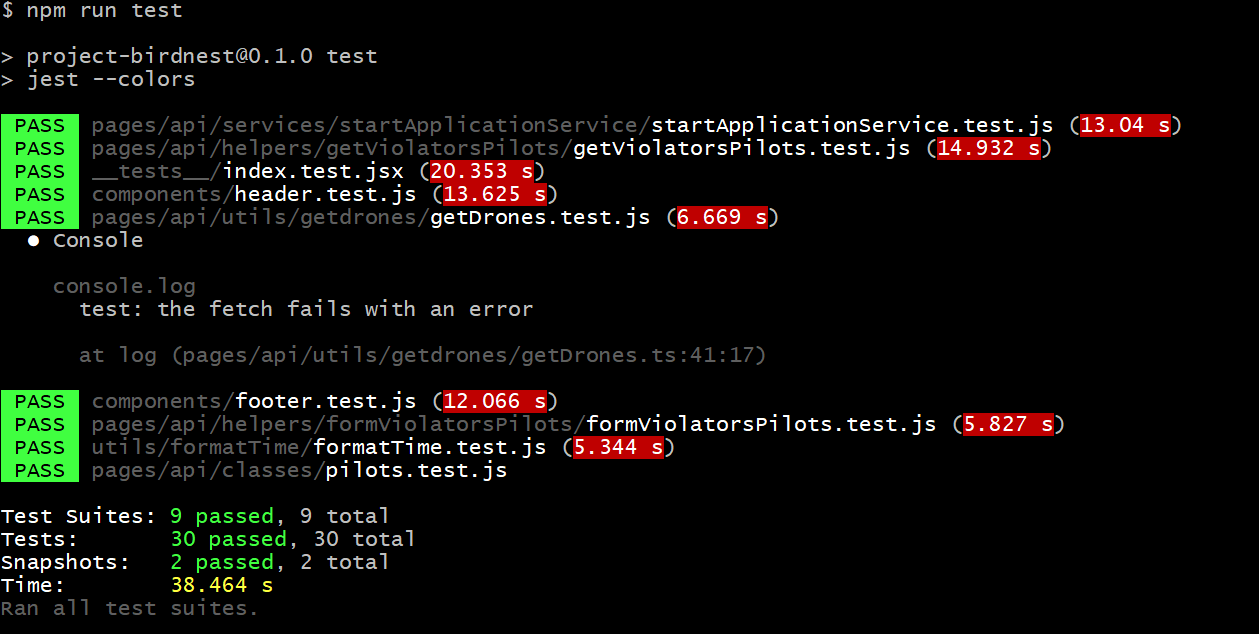 $ npm run test
> project-birdnest@0.1.0 test
> jest --colors
PASS pages/api/services/startApplicationService/startApplicationService.test.js (13.04 s)
PASS pages/api/helpers/getViolatorsPilots/getViolatorsPilots.test.js (14.932 s)
PASS __tests__/index.test.jsx (20.353 s)
PASS components/header.test.js (13.625 s)
PASS pages/api/utils/getdrones/getDrones.test.js (6.669 s)
● Console
console.log
test: the fetch fails with an error
at log (pages/api/utils/getdrones/getDrones.ts:41:17)
PASS components/footer.test.js (12.066 s)
PASS pages/api/helpers/formViolatorsPilots/formViolatorsPilots.test.js (5.827 s)
PASS utils/formatTime/formatTime.test.js (5.344 s)
PASS pages/api/classes/pilots.test.js
Test Suites: 9 passed, 9 total
Tests: 30 passed, 30 total
Snapshots: 2 passed, 2 total
Time: 38.464 s
Ran all test suites.